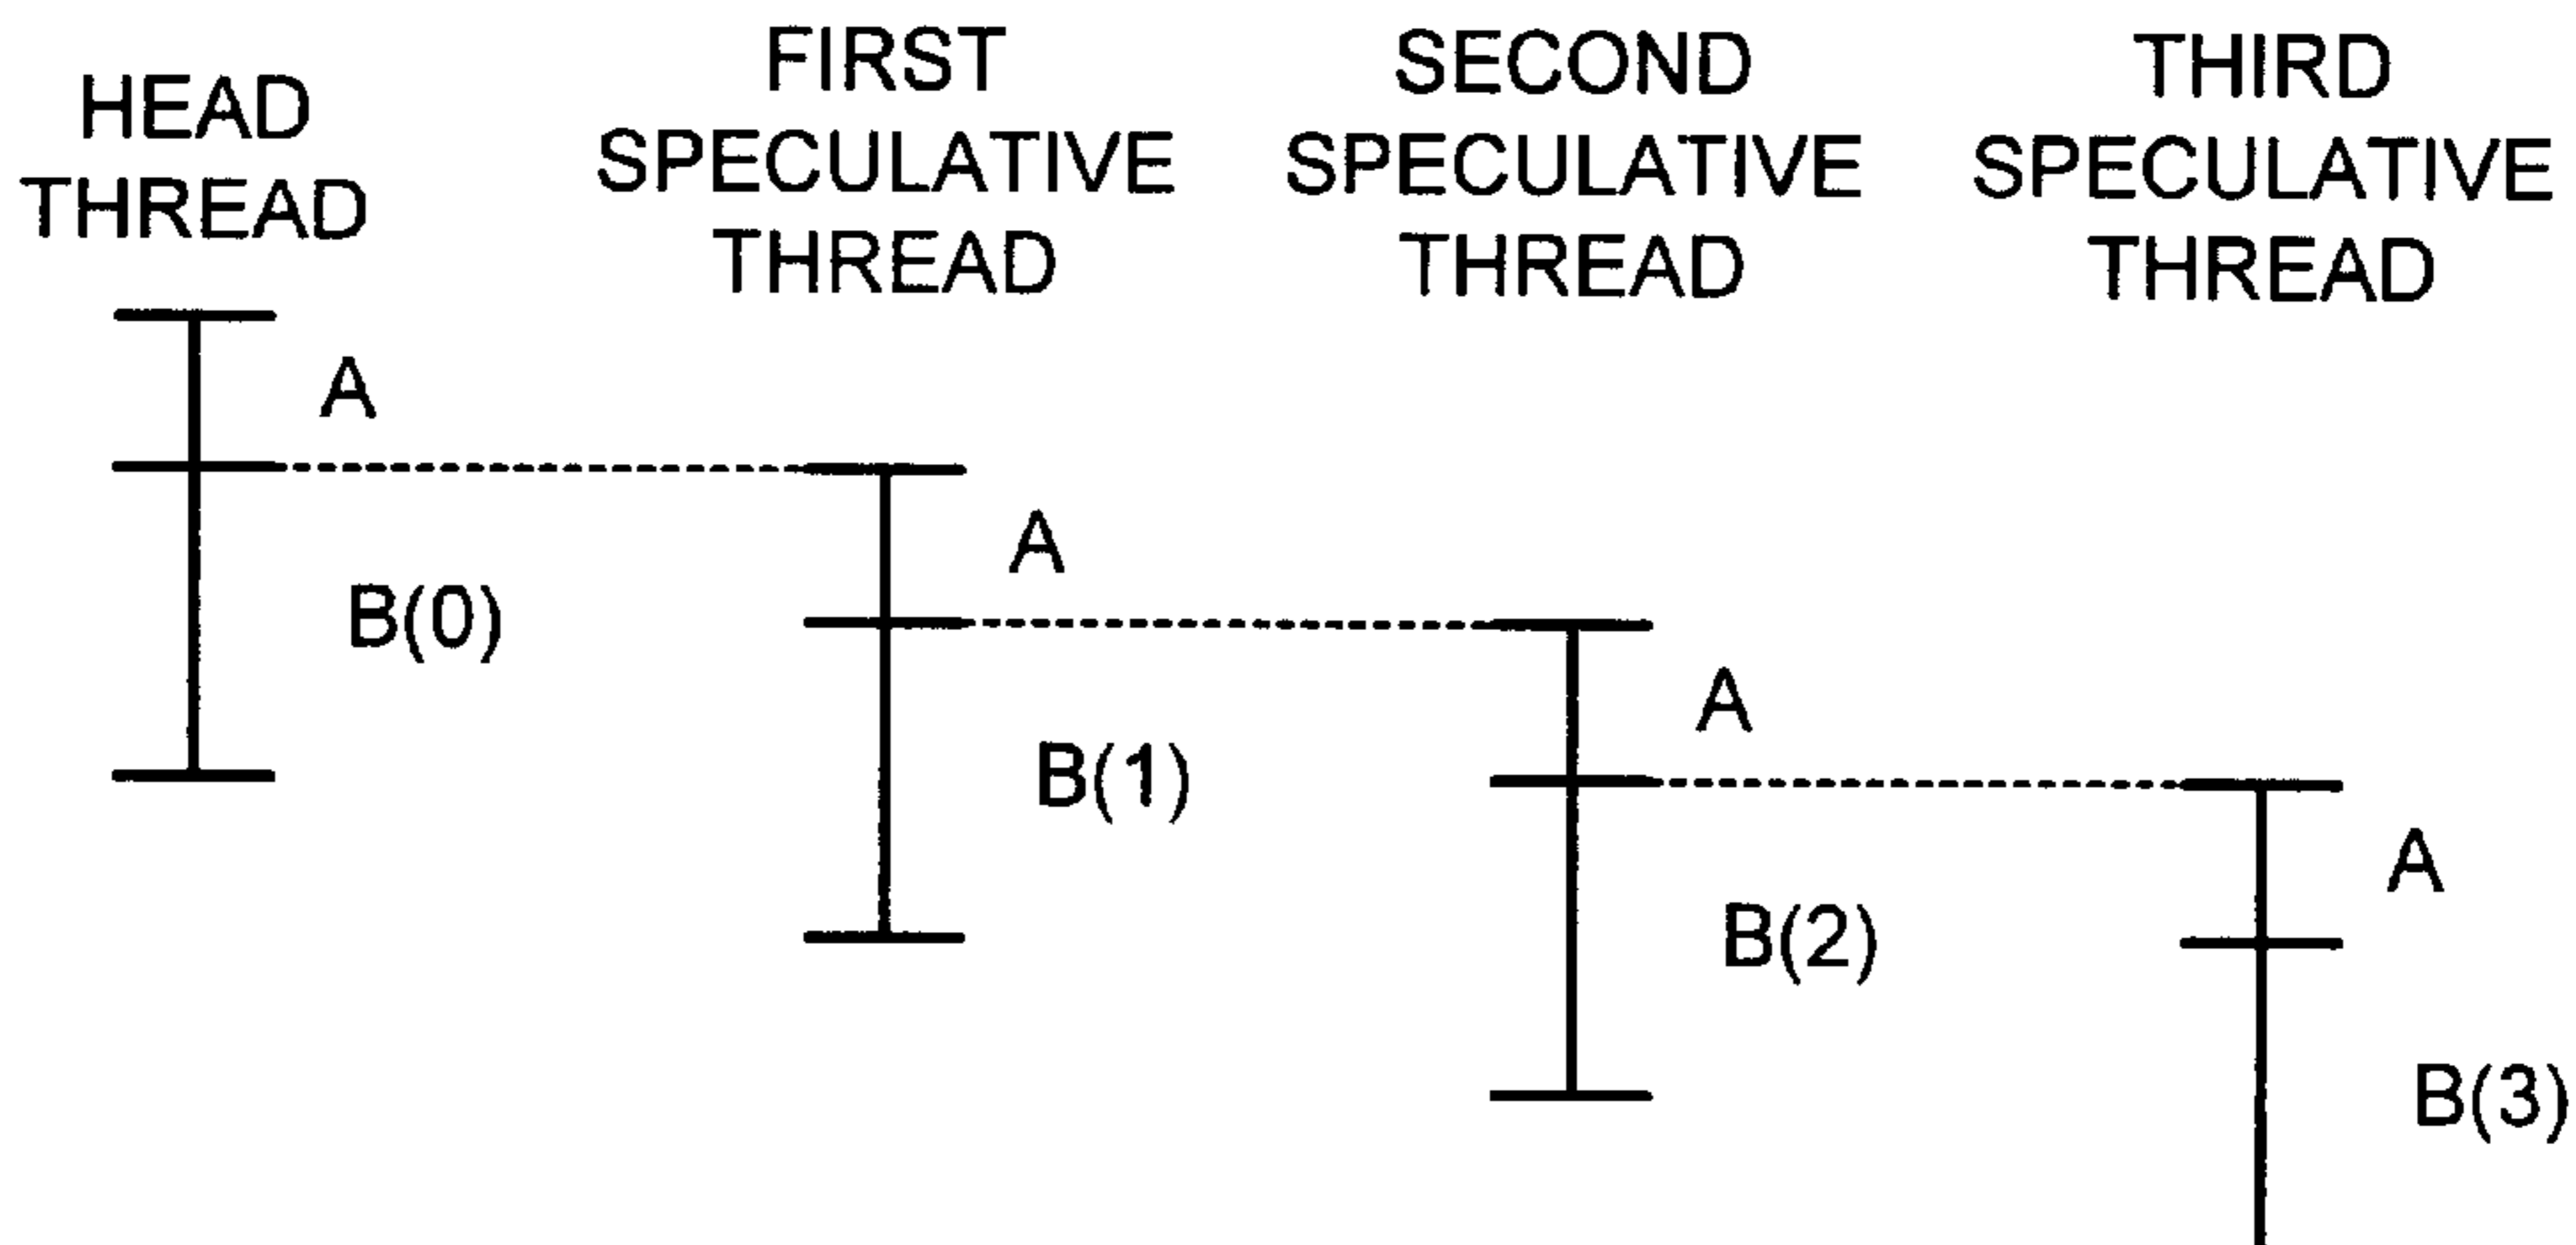 HEAD
THREAD
FIRST
SPECULATIVE
THREAD
SECOND
SPECULATIVE
THREAD
THIRD
SPECULATIVE
THREAD
A
B(0)
A
B(1)
A
B(2)
A
B(3)